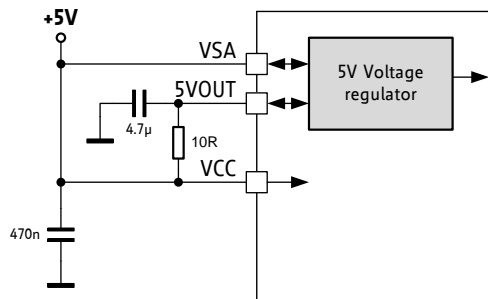 +5V
VSA
5V Voltage
regulator
5VOUT
4.7µ
10R
VCC
470n